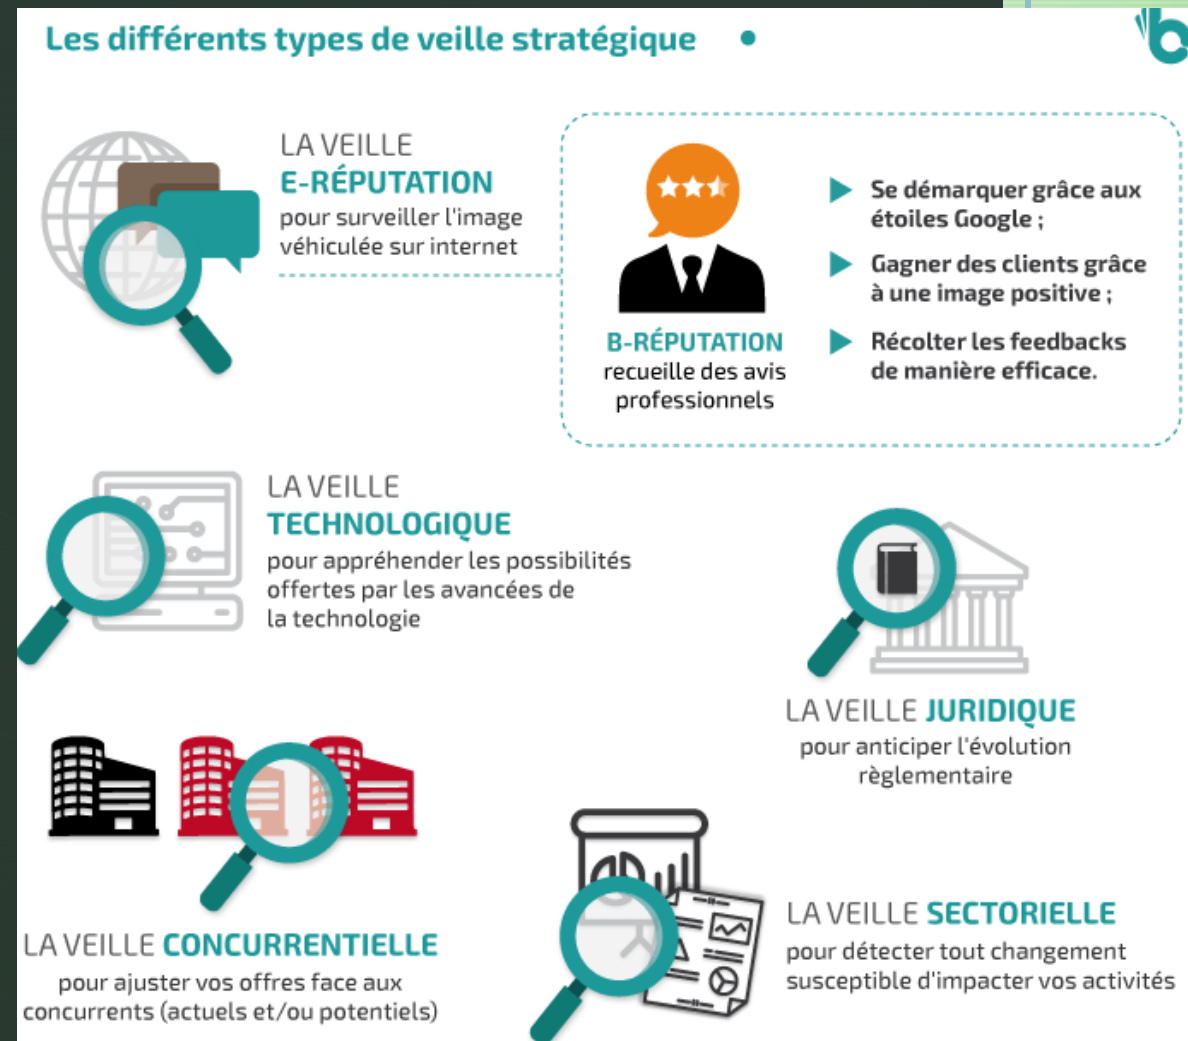 Les différents types de veille stratégique
LA VEILLE
E-RÉPUTATION
pour surveiller l'image
véhiculée sur internet
B-RÉPUTATION
recueille des avis
professionnels
Se démarquer grâce aux
étoiles Google ;
Gagner des clients grâce
à une image positive ;
Récolter les feedbacks
de manière efficace.
LA VEILLE
TECHNOLOGIQUE
pour appréhender les possibilités
offertes par les avancées de
la technologie
LA VEILLE JURIDIQUE
pour anticiper l'évolution
règlementaire
LA VEILLE CONCURRENTIELLE
pour ajuster vos offres face aux
concurrents (actuels et/ou potentiels)
LA VEILLE SECTORIELLE
pour détecter tout changement
susceptible d'impacter vos activités